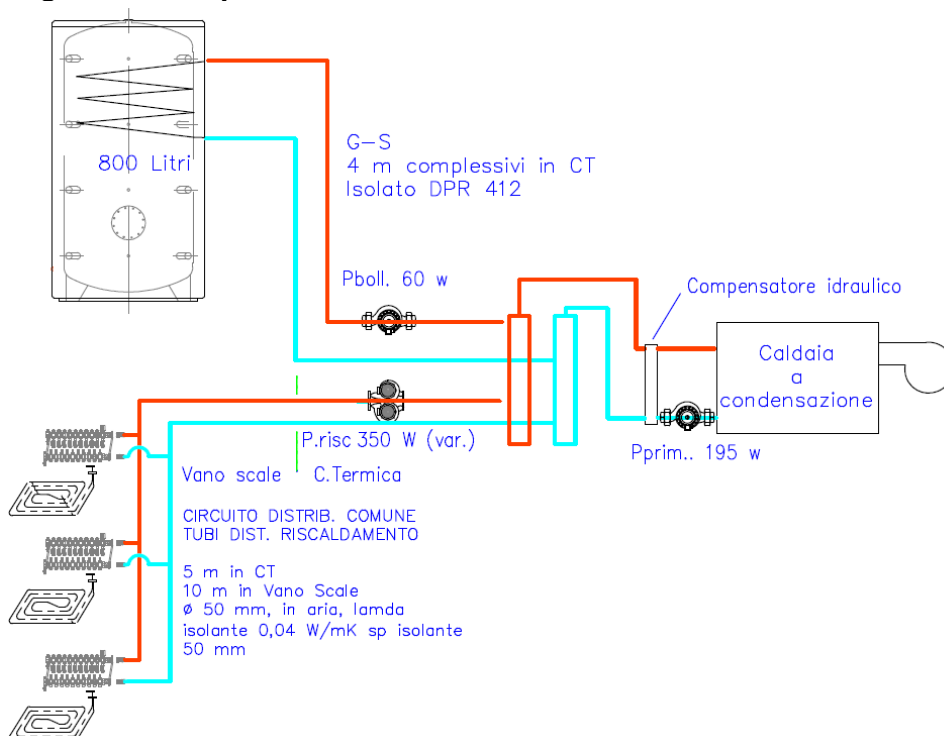 800 Litri
G-S
4 m complessivi in CT
Isolato DPR 412
Pboll. 60 w
Compensatore idraulico
Caldaia
a
condensazione
P.risc 350 W (var.)
Pprim.. 195 w
Vano scale
C.Termica
CIRCUITO DISTRIB. COMUNE
TUBI DIST. RISCALDAMENTO
5 m in CT
10 m in Vano Scale
ø 50 mm, in aria, lamda
isolante 0,04 W/mK sp isolante
50 mm